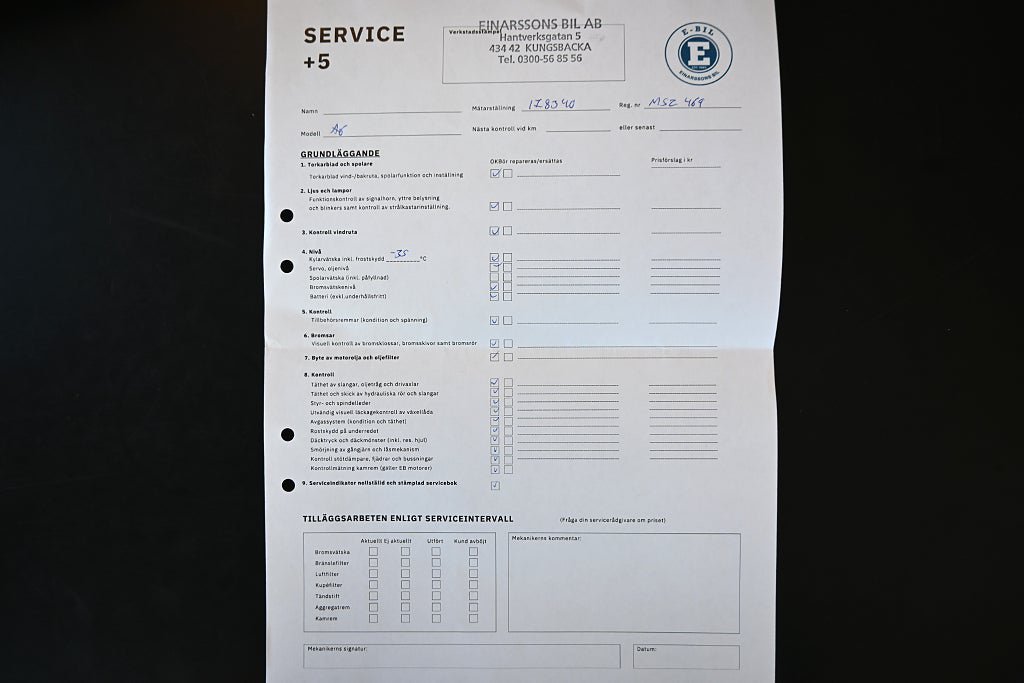 SERVICE
+5
Verkstadsstämpel
EINARSSONS BIL AB
Hantverksgatan 5
434 42 KUNGSBACKA
Tel. 0300-56 85 56
E-BIL
E
EINARSSONS BIL
Namn Mätarställning 178340 Reg. nr MSZ 469
Modell A6 Nästa kontroll vid km eller senast
GRUNDLÄGGANDE
1. Torkarblad och spolare OK Bör repareras/ersättas Prisförslag i kr
Torkarblad vind-/bakruta, spolarfunktion och inställning
2. Ljus och lampor
Funktionskontroll av signalhorn, yttre belysning
och blinkers samt kontroll av strålkastarinställning.
3. Kontroll vindruta
4. Nivå
Kylarvätska inkl. frostskydd -35 °C
Servo, oljenivå
Spolarvätska (inkl. påfyllnad)
Bromsvätskenivå
Batteri (exkl.underhållsfritt)
5. Kontroll
Tillbehörsremmar (kondition och spänning)
6. Bromsar
Visuell kontroll av bromsklossar, bromsskivor samt bromsrör
7. Byte av motorolja och oljefilter
8. Kontroll
Täthet av slangar, oljetråg och drivaxlar
Täthet och skick av hydrauliska rör och slangar
Styr- och spindelleder
Utvändig visuell läckagekontroll av växellåda
Avgassystem (kondition och täthet)
Rostskydd på underredet
Däcktryck och däckmönster (inkl. res. hjul)
Smörjning av gångjärn och låsmekanism
Kontroll stötdämpare, fjädrar och bussningar
Kontrollmätning kamrem (gäller EB motorer)
9. Serviceindikator nollställd och stämplad servicebok
TILLÄGGSARBETEN ENLIGT SERVICEINTERVALL (Fråga din servicerådgivare om priset)
Aktuellt Ej aktuellt Utfört Kund avböjt
Bromsvätska
Bränslefilter
Luftfilter
Kupéfilter
Tändstift
Aggregatrem
Kamrem
Mekanikerns kommentar:
Mekanikerns signatur: Datum: